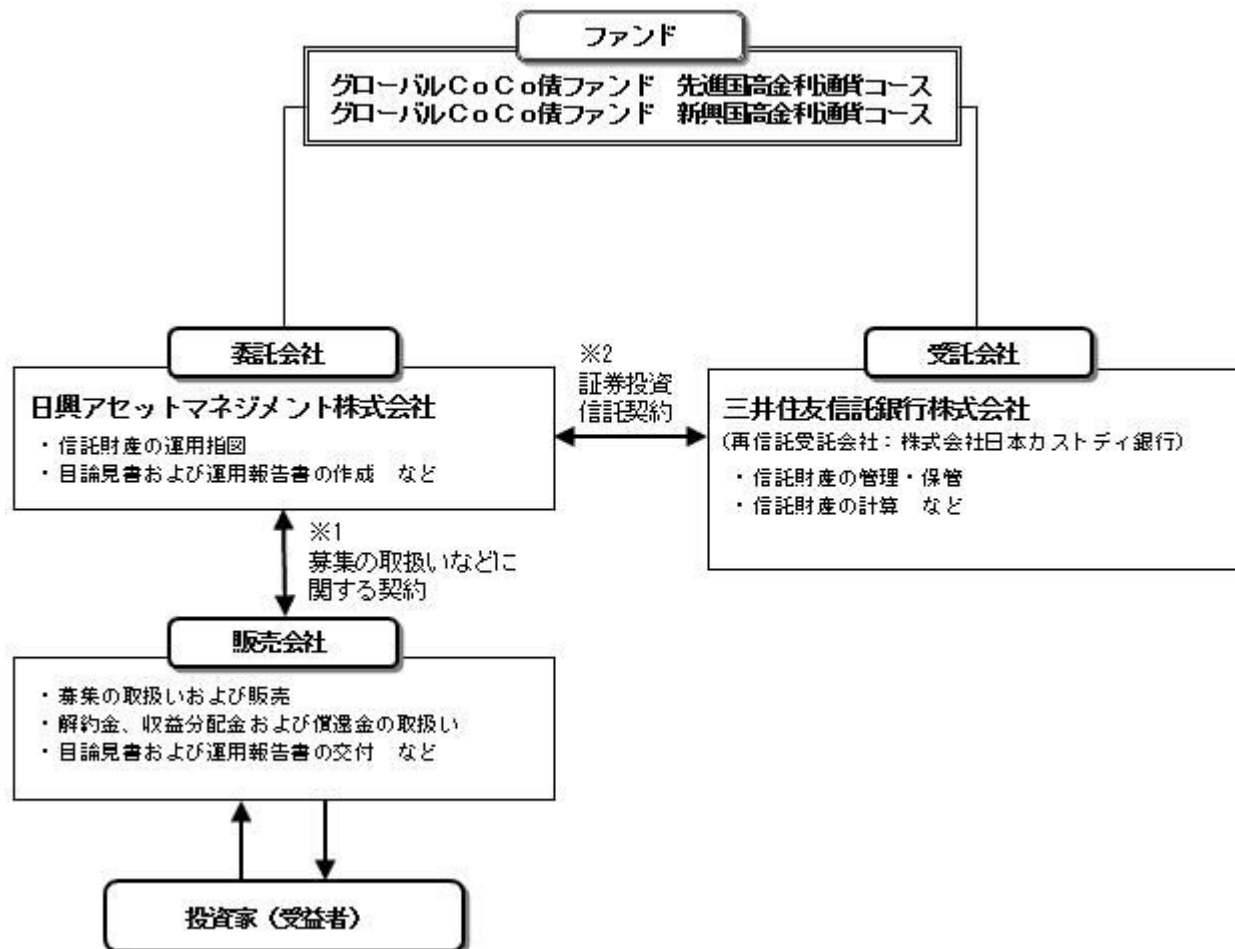 ファンド
グローバルCoCo債ファンド　先進国高金利通貨コース
グローバルCoCo債ファンド　新興国高金利通貨コース
委託会社
日興アセットマネジメント株式会社
・信託財産の運用指図
・目論見書および運用報告書の作成　など
※2
証券投資
信託契約
受託会社
三井住友信託銀行株式会社
(再信託受託会社：株式会社日本カストディ銀行)
・信託財産の管理・保管
・信託財産の計算　など
※1
募集の取扱いなどに
関する契約
販売会社
・募集の取扱いおよび販売
・解約金、収益分配金および償還金の取扱い
・目論見書および運用報告書の交付　など
投資家（受益者）